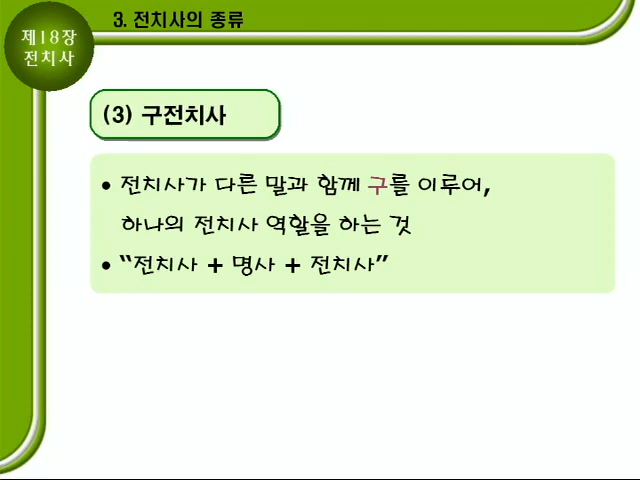 3. 전치사의 종류
제18장
전치사
(3) 구전치사
• 전치사가 다른 말과 함께 구를 이루어,
하나의 전치사 역할을 하는 것
• “전치사 + 명사 + 전치사”